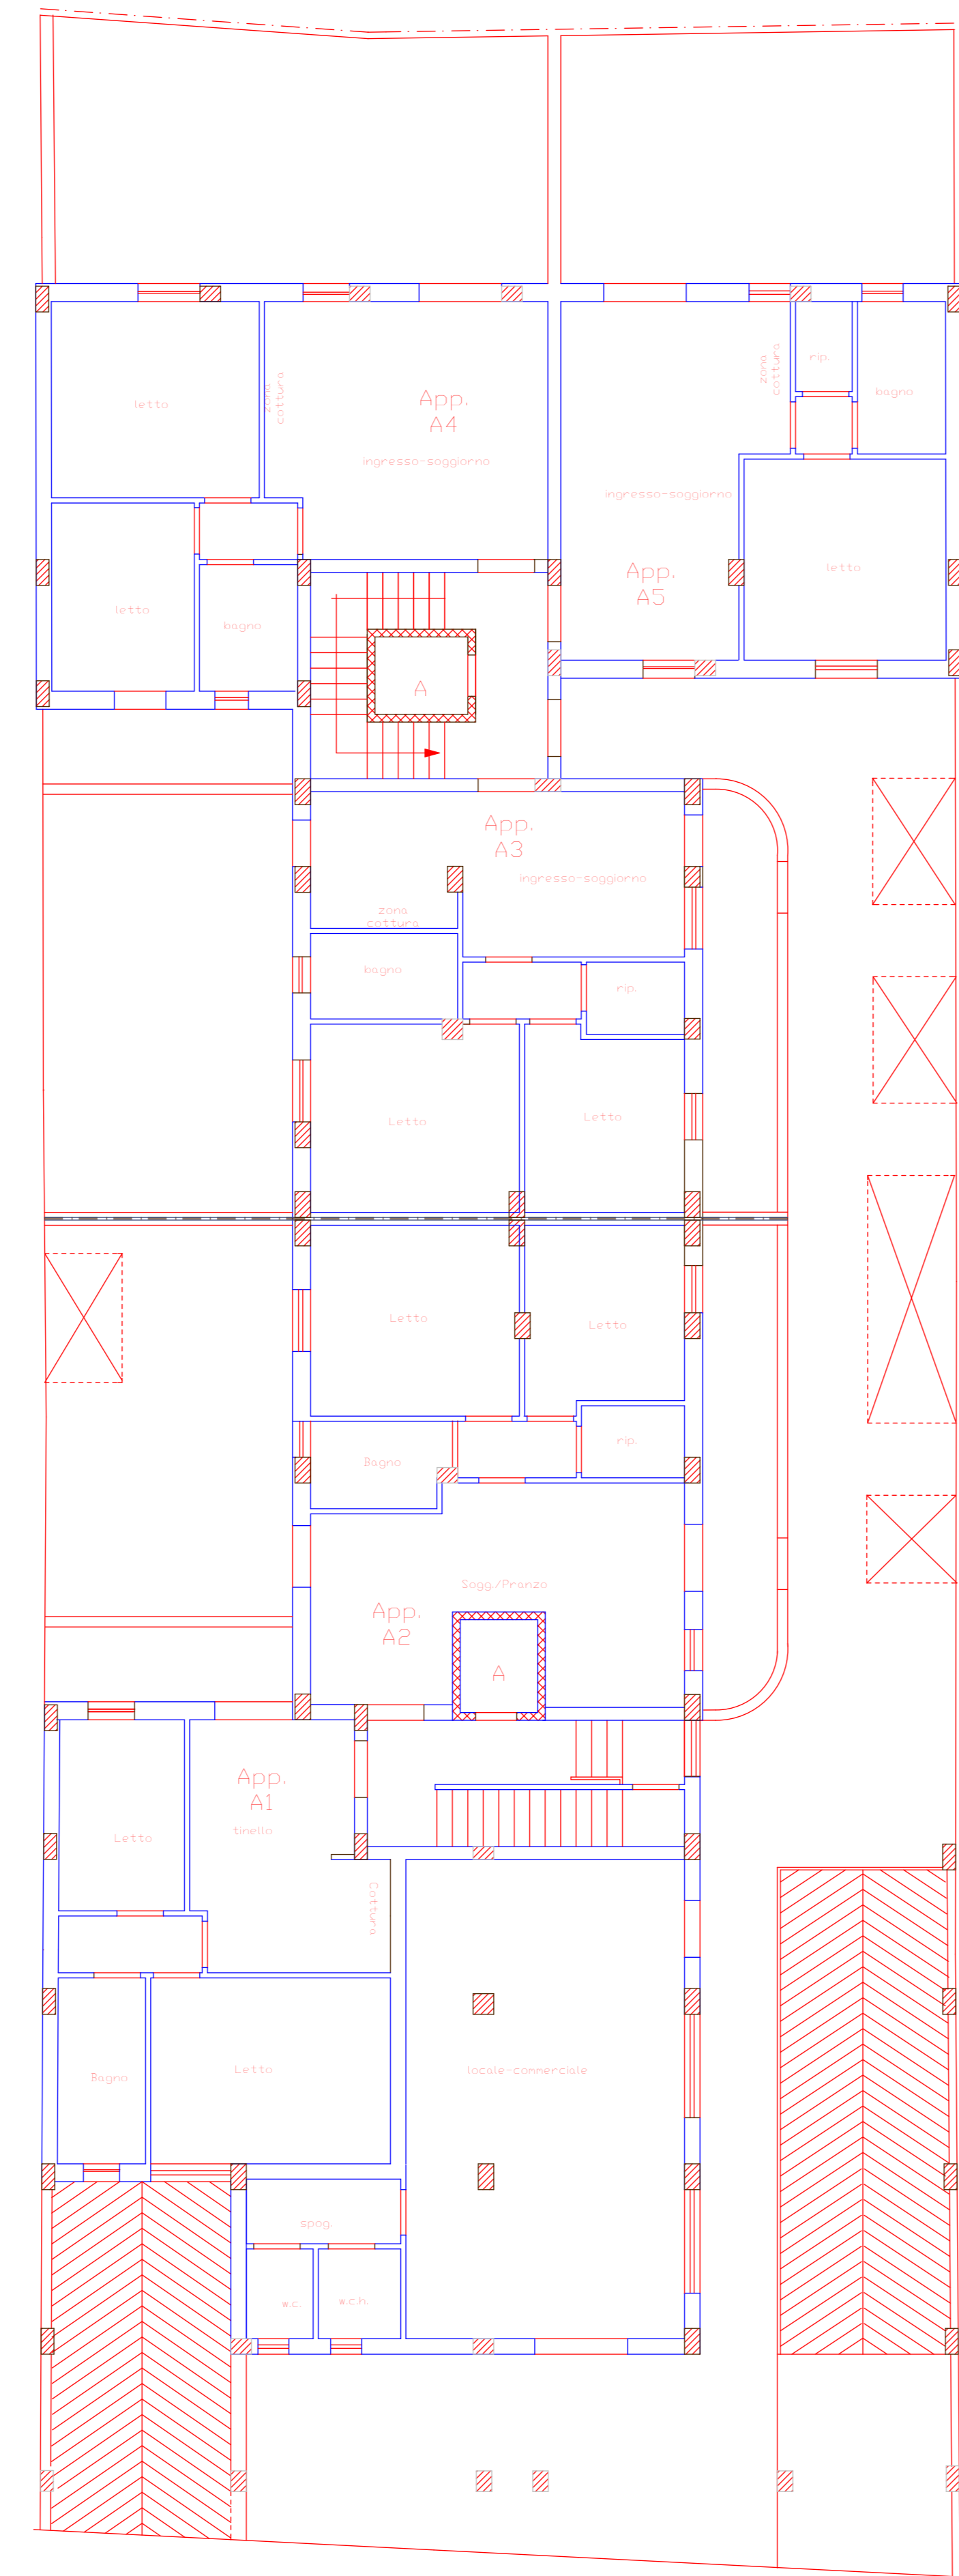 rip.
zona
cottura
bagno
letto
zona
cottura
App.
A4
ingresso-soggiorno
ingresso-soggiorno
letto
App.
A5
letto
bagno
A
App.
A3
ingresso-soggiorno
zona
cottura
bagno
rip.
Letto
Letto
Letto
Letto
rip.
Bagno
Sogg./Pranzo
App.
A2
A
App.
A1
tinello
Letto
Cottura
Letto
Bagno
locale-commerciale
spog.
w.c.
w.c.h.